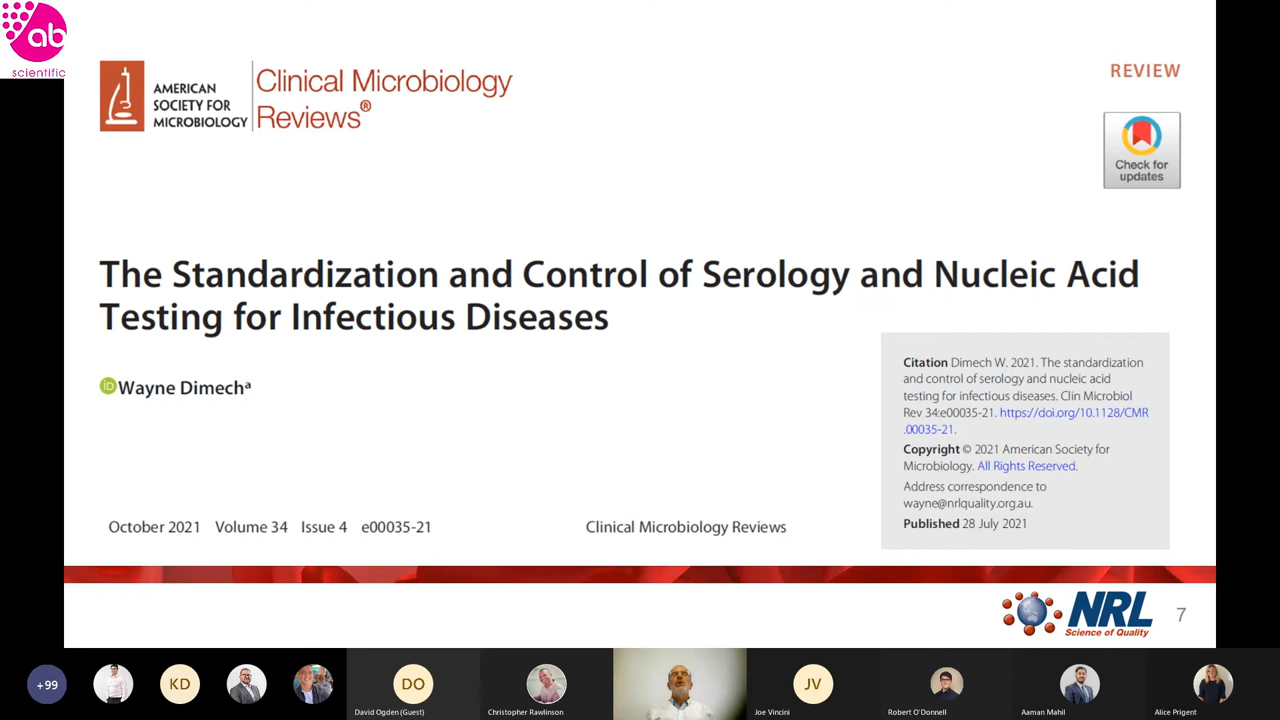 ab
scientific
AMERICAN
SOCIETY FOR
MICROBIOLOGY
Clinical Microbiology
Reviews®
REVIEW
Check for
updates
The Standardization and Control of Serology and Nucleic Acid
Testing for Infectious Diseases
iD Wayne Dimechᵃ
Citation Dimech W. 2021. The standardization
and control of serology and nucleic acid
testing for infectious diseases. Clin Microbiol
Rev 34:e00035-21. https://doi.org/10.1128/CMR
.00035-21.
Copyright © 2021 American Society for
Microbiology. All Rights Reserved.
Address correspondence to
wayne@nrlquality.org.au.
Published 28 July 2021
October 2021 Volume 34 Issue 4 e00035-21
Clinical Microbiology Reviews
NRL
Science of Quality
7
+99
KD
DO
JV
David Ogden (Guest)
Christopher Rawlinson
Joe Vincini
Robert O'Donnell
Aaman Mahil
Alice Prigent